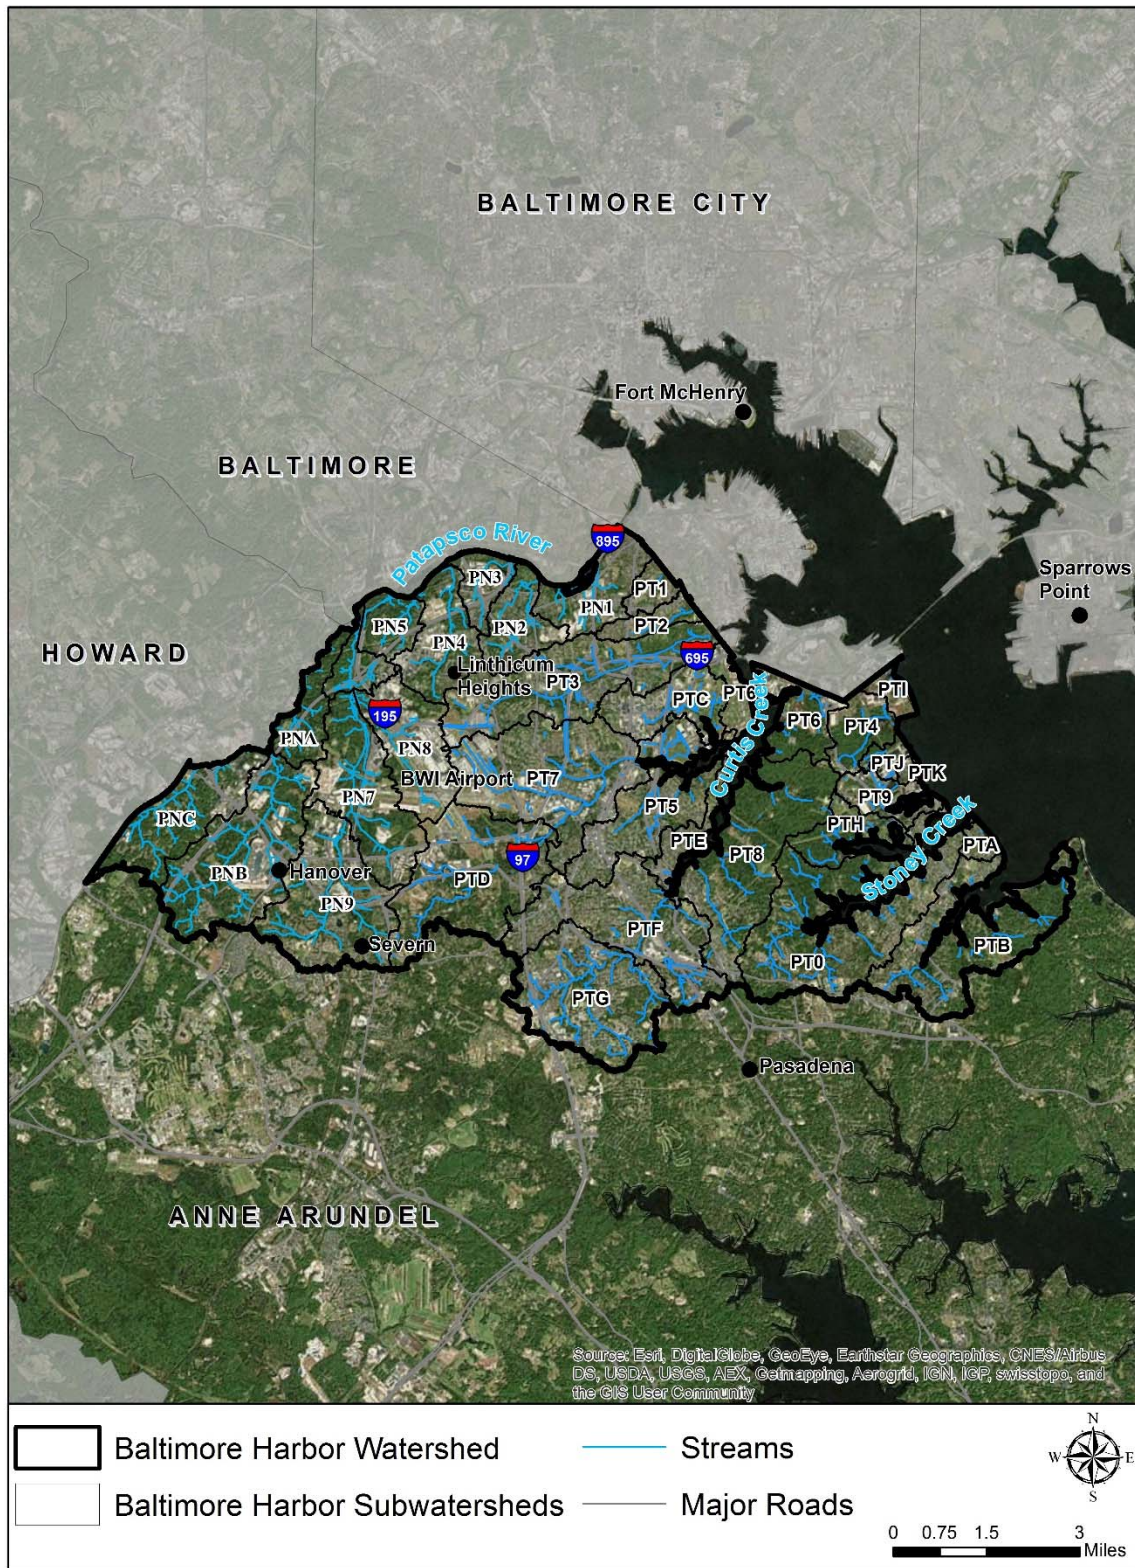 BALTIMORE CITY
Fort McHenry
BALTIMORE
Patapsco River
895
Sparrows
Point
PN3
PT1
PN1
PN5
PN2
PT2
PN4
HOWARD
695
Linthicum
Heights
PT3
PTC
PT6
Curtis Creek
PT6
PTI
PT4
195
PNA
PN8
BWI Airport
PT7
PTJ
PTK
PN7
PT9
PT5
PNC
PTH
Stoney Creek
PTE
PTA
97
PT8
PNB
Hanover
PTD
PN9
PTF
Severn
PTB
PT0
PTG
Pasadena
ANNE ARUNDEL
Source: Esri, DigitalGlobe, GeoEye, Earthstar Geographics, CNES/Airbus
DS, USDA, USGS, AEX, Getmapping, Aerogrid, IGN, IGP, swisstopo, and
the GIS User Community
Baltimore Harbor Watershed
Streams
Baltimore Harbor Subwatersheds
Major Roads
N
W E
S
0 0.75 1.5 3
Miles